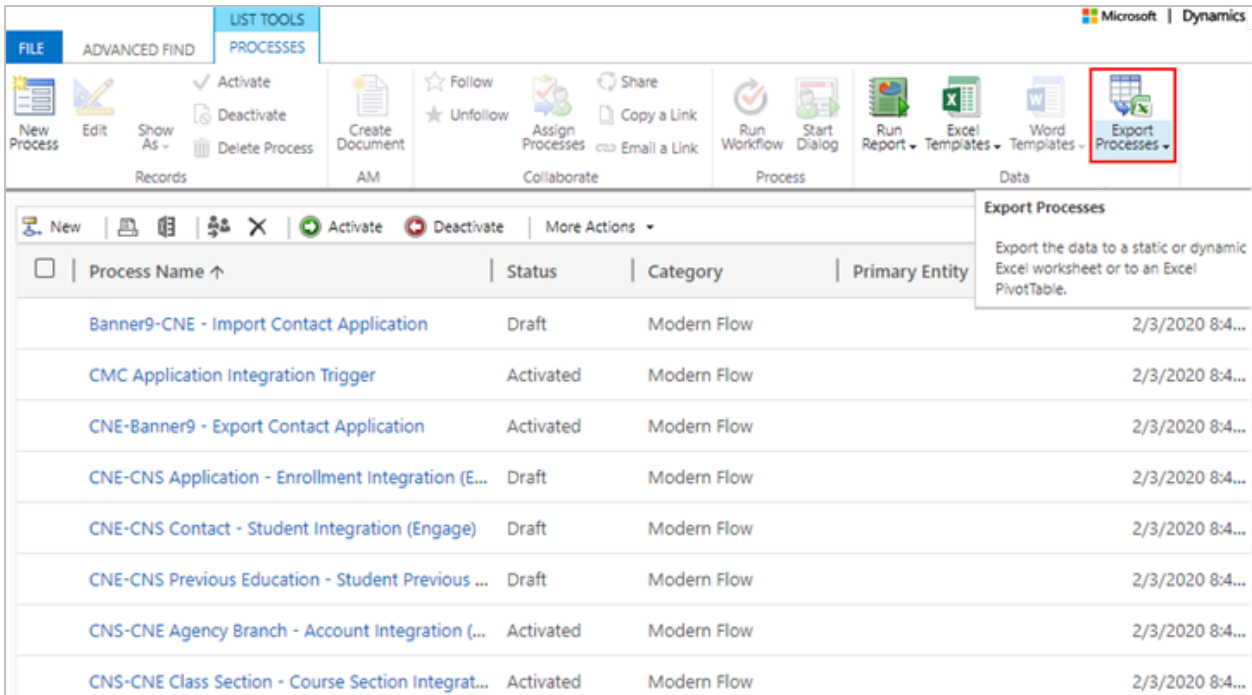 LIST TOOLS
Microsoft | Dynamics
FILE ADVANCED FIND PROCESSES
New Process
Edit
Show As
Activate
Deactivate
Delete Process
Records
Create Document
AM
Follow
Unfollow
Assign Processes
Share
Copy a Link
Email a Link
Collaborate
Run Workflow
Start Dialog
Process
Run Report
Excel Templates
Word Templates
Export Processes
Data
Export Processes
Export the data to a static or dynamic
Excel worksheet or to an Excel
PivotTable.
New Activate Deactivate More Actions
Process Name ↑ Status Category Primary Entity
Banner9-CNE - Import Contact Application Draft Modern Flow 2/3/2020 8:4...
CMC Application Integration Trigger Activated Modern Flow 2/3/2020 8:4...
CNE-Banner9 - Export Contact Application Activated Modern Flow 2/3/2020 8:4...
CNE-CNS Application - Enrollment Integration (E... Draft Modern Flow 2/3/2020 8:4...
CNE-CNS Contact - Student Integration (Engage) Draft Modern Flow 2/3/2020 8:4...
CNE-CNS Previous Education - Student Previous ... Draft Modern Flow 2/3/2020 8:4...
CNS-CNE Agency Branch - Account Integration (... Activated Modern Flow 2/3/2020 8:4...
CNS-CNE Class Section - Course Section Integrat... Activated Modern Flow 2/3/2020 8:4...